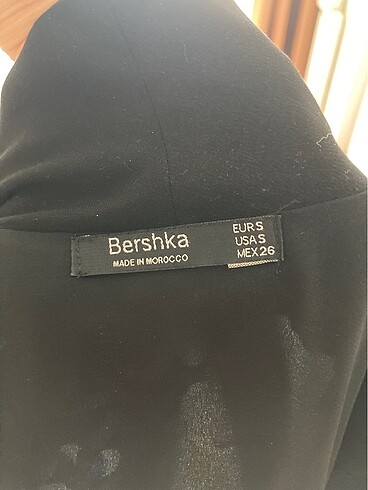 Bershka
MADE IN MOROCCO
EUR S
USA S
MEX 26